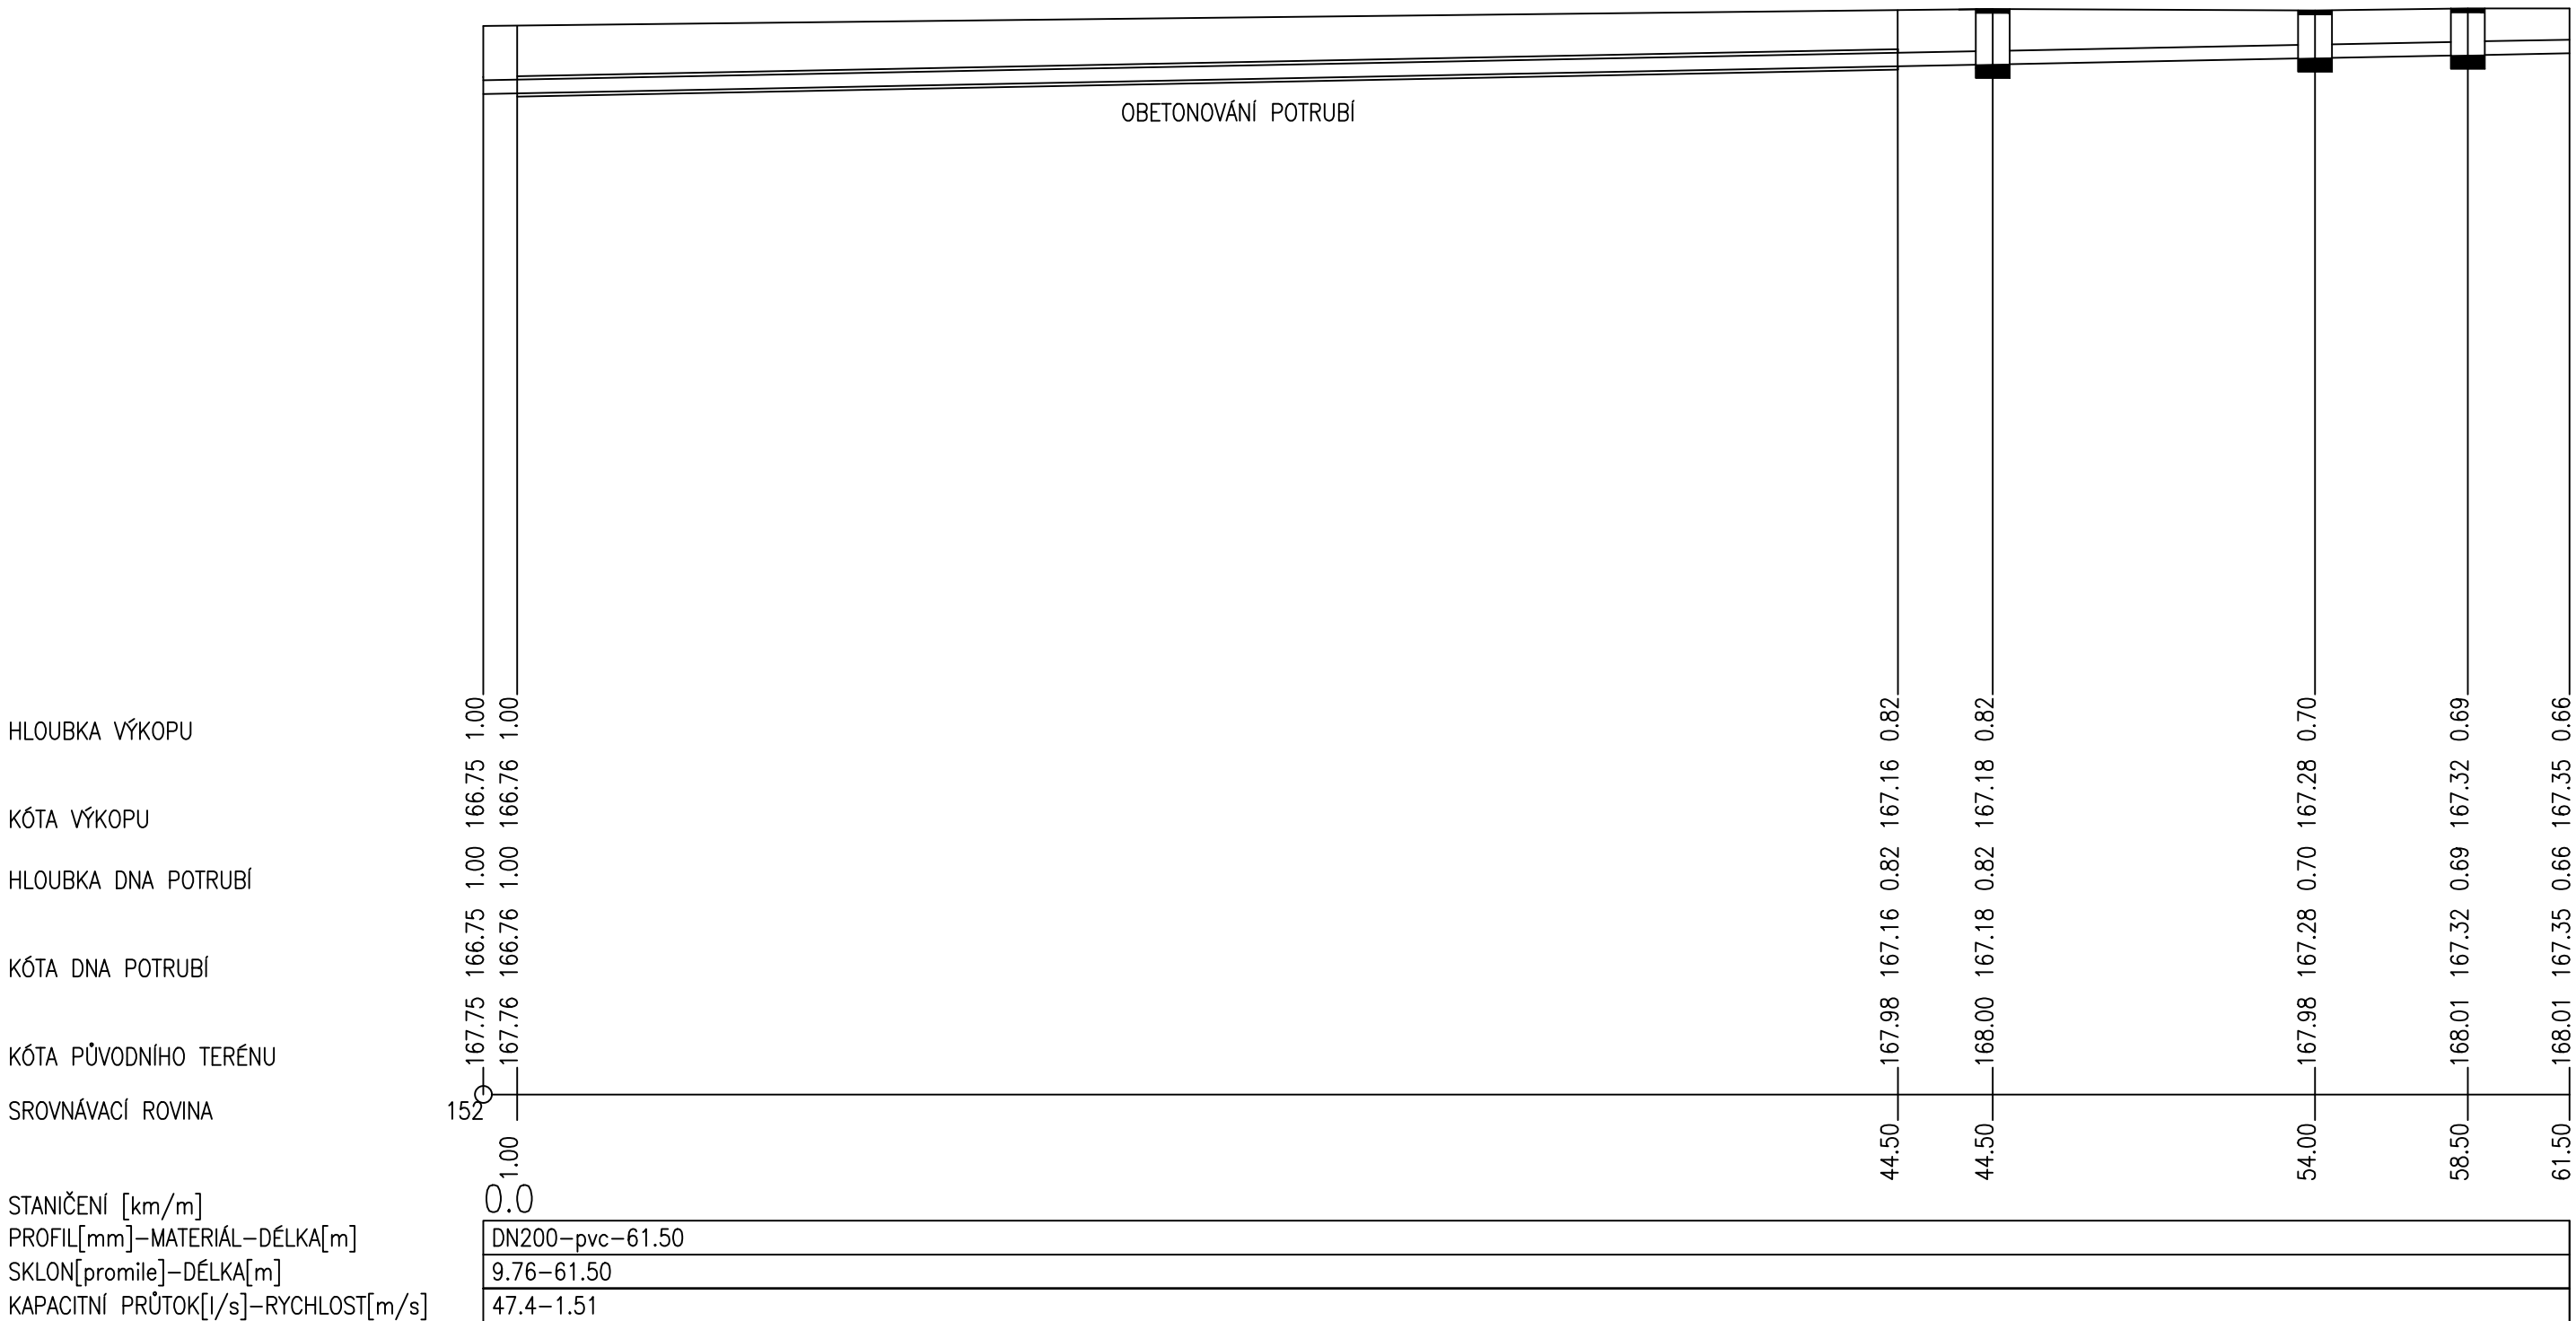 OBETONOVÁNÍ POTRUBÍ
HLOUBKA VÝKOPU 1.00 1.00 0.82 0.82 0.70 0.69 0.66
KÓTA VÝKOPU 166.75 166.76 167.16 167.18 167.28 167.32 167.35
HLOUBKA DNA POTRUBÍ 1.00 1.00 0.82 0.82 0.70 0.69 0.66
KÓTA DNA POTRUBÍ 166.75 166.76 167.16 167.18 167.28 167.32 167.35
KÓTA PŮVODNÍHO TERÉNU 167.75 167.76 167.98 168.00 167.98 168.01 168.01
SROVNÁVACÍ ROVINA 152
1.00 44.50 44.50 54.00 58.50 61.50
STANIČENÍ [km/m] 0.0
PROFIL[mm]-MATERIÁL-DÉLKA[m] DN200-pvc-61.50
SKLON[promile]-DÉLKA[m] 9.76-61.50
KAPACITNÍ PRŮTOK[l/s]-RYCHLOST[m/s] 47.4-1.51